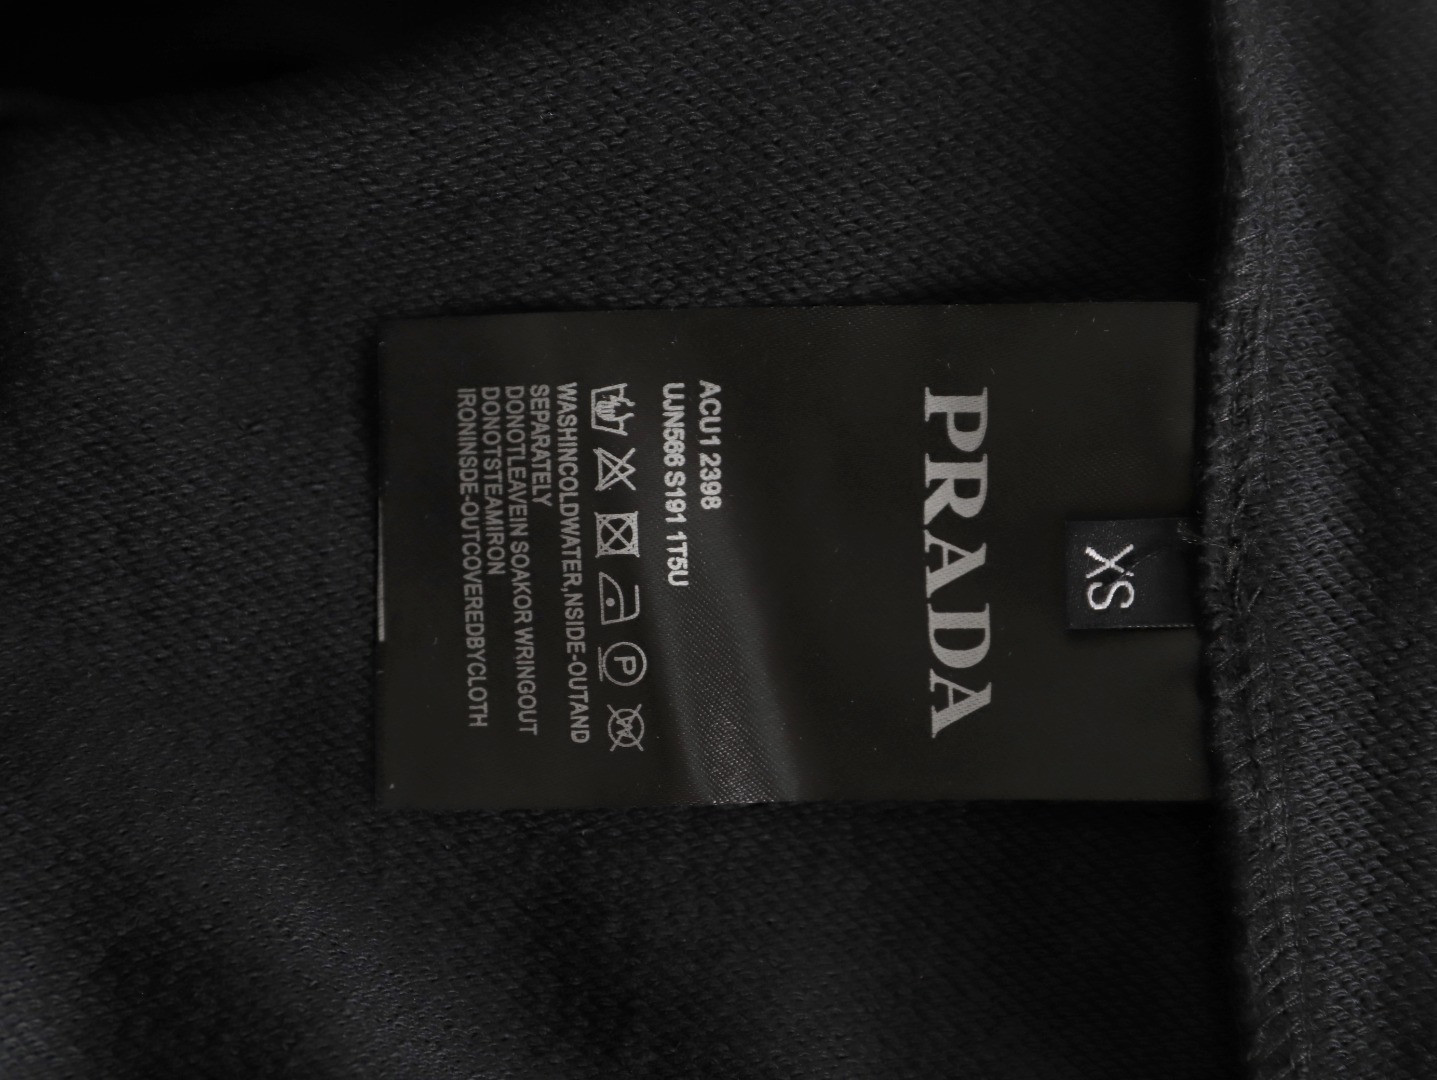 XS
PRADA
ACU1 2398
UJN566 S191 1T5U
P
WASHINCOLDWATER,NSIDE-OUTAND
SEPARATELY
DONOTLEAVEIN SOAKOR WRINGOUT
DONOTSTEAMIRON
IRONINSDE-OUTCOVEREDBYCLOTH